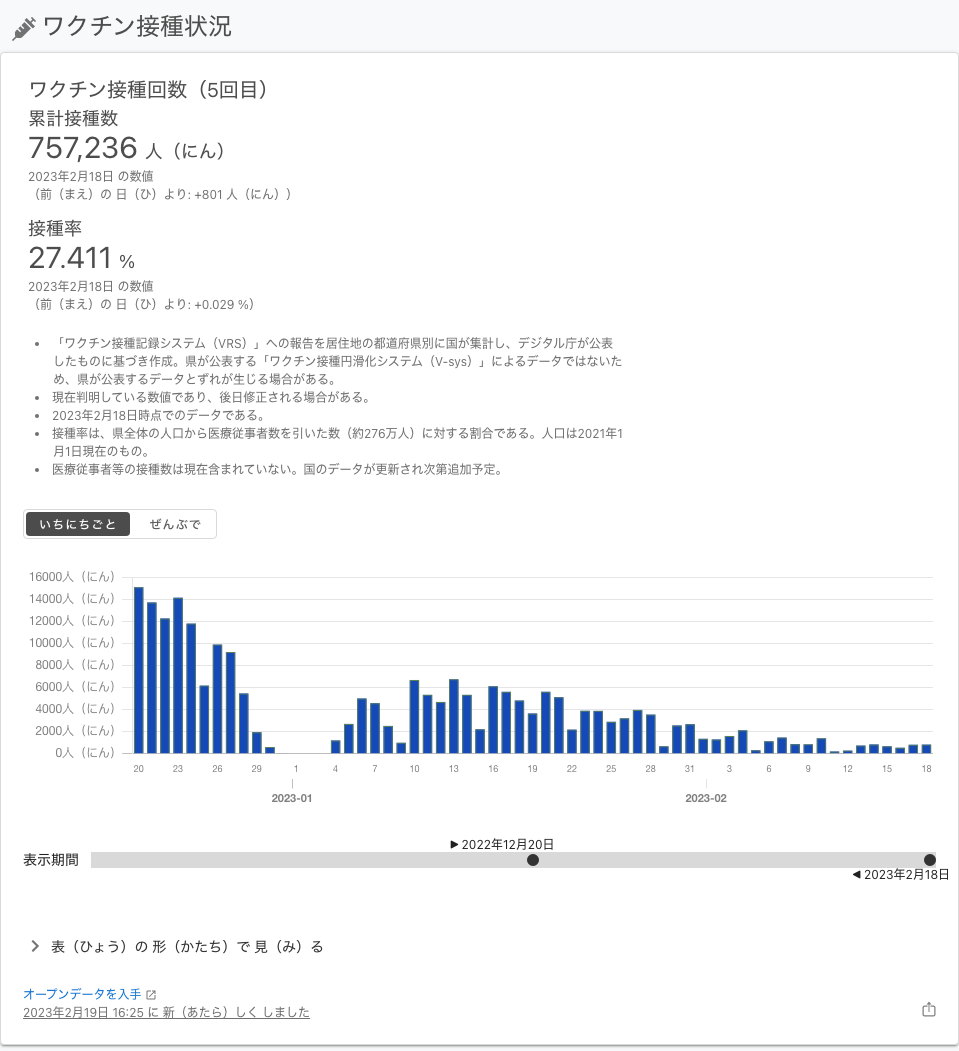 ワクチン接種状況
ワクチン接種回数（5回目）
累計接種数
757,236 人（にん）
2023年2月18日 の数値
（前（まえ）の 日（ひ）より: +801 人（にん））
接種率
27.411 %
2023年2月18日 の数値
（前（まえ）の 日（ひ）より: +0.029 %）
• 「ワクチン接種記録システム（VRS）」への報告を居住地の都道府県別に国が集計し、デジタル庁が公表
したものに基づき作成。県が公表する「ワクチン接種円滑化システム（V-sys）」によるデータではないた
め、県が公表するデータとずれが生じる場合がある。
• 現在判明している数値であり、後日修正される場合がある。
• 2023年2月18日時点でのデータである。
• 接種率は、県全体の人口から医療従事者数を引いた数（約276万人）に対する割合である。人口は2021年1
月1日現在のもの。
• 医療従事者等の接種数は現在含まれていない。国のデータが更新され次第追加予定。
いちにちごと ぜんぶで
16000人（にん）
14000人（にん）
12000人（にん）
10000人（にん）
8000人（にん）
6000人（にん）
4000人（にん）
2000人（にん）
0人（にん）
20 23 26 29 1 4 7 10 13 16 19 22 25 28 31 3 6 9 12 15 18
2023-01 2023-02
▶ 2022年12月20日
表示期間
◀ 2023年2月18日
表（ひょう）の 形（かたち）で 見（み）る
オープンデータを入手
2023年2月19日 16:25 に 新（あたら）しく しました